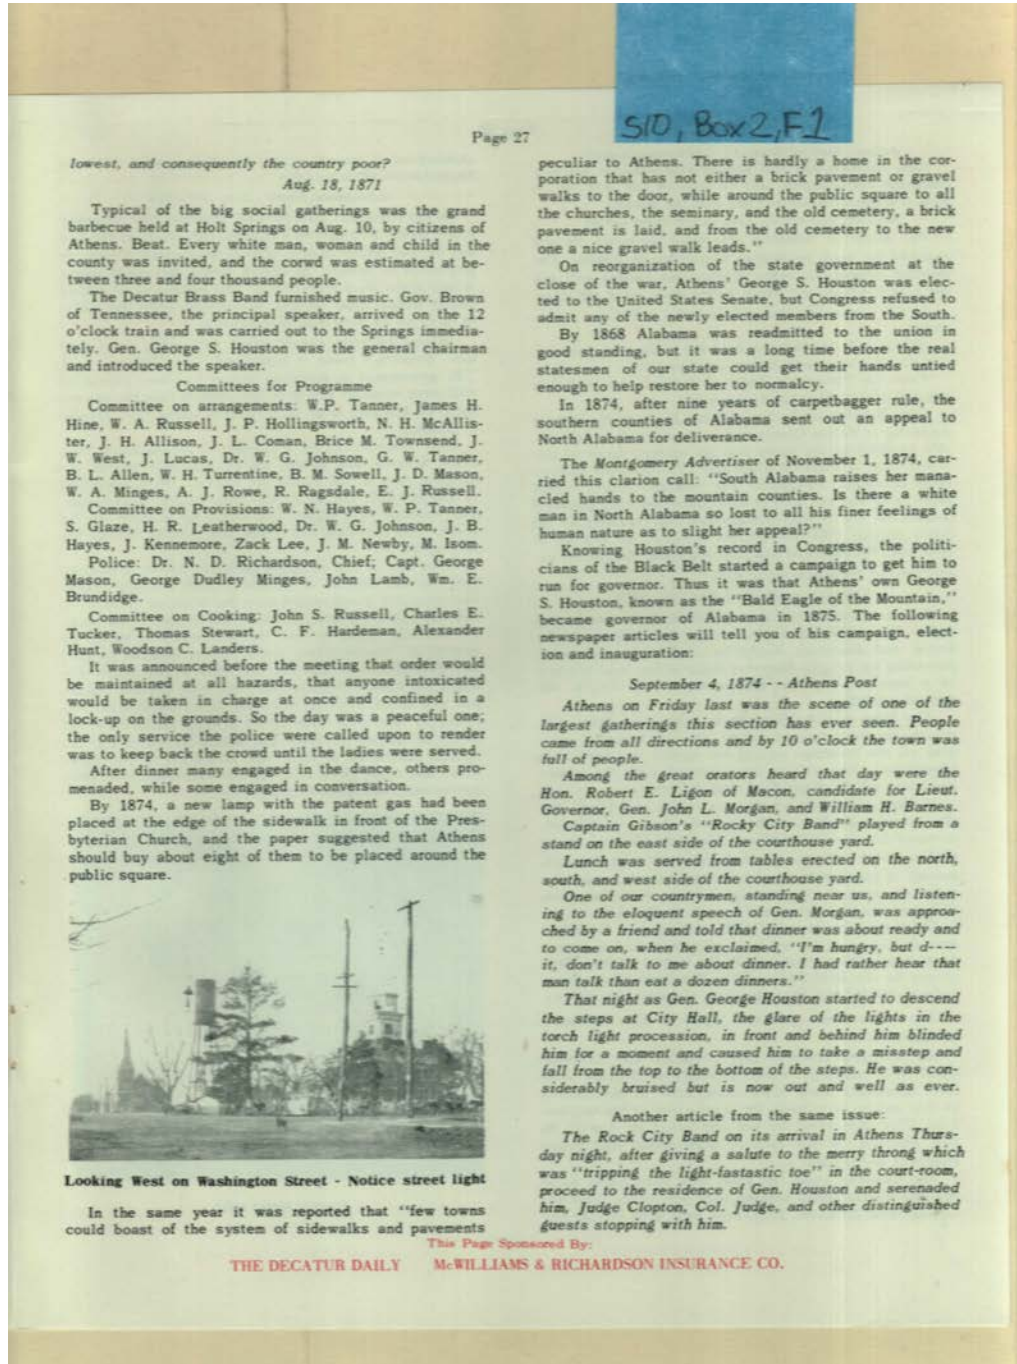 S10, Box 2, F1
Page 27
lowest, and consequently the country poor?
Aug. 18, 1871
Typical of the big social gatherings was the grand
barbecue held at Holt Springs on Aug. 10, by citizens of
Athens. Beat. Every white man, woman and child in the
county was invited, and the corwd was estimated at be-
tween three and four thousand people.
The Decatur Brass Band furnished music. Gov. Brown
of Tennessee, the principal speaker, arrived on the 12
o'clock train and was carried out to the Springs immedia-
tely. Gen. George S. Houston was the general chairman
and introduced the speaker.
Committees for Programme
Committee on arrangements: W.P. Tanner, James H.
Hine, W. A. Russell, J. P. Hollingsworth, N. H. McAllis-
ter, J. H. Allison, J. L. Coman, Brice M. Townsend, J.
W. West, J. Lucas, Dr. W. G. Johnson, G. W. Tanner,
B. L. Allen, W. H. Turrentine, B. M. Sowell, J. D. Mason,
W. A. Minges, A. J. Rowe, R. Ragsdale, E. J. Russell.
Committee on Provisions: W. N. Hayes, W. P. Tanner,
S. Glaze, H. R. Leatherwood, Dr. W. G. Johnson, J. B.
Hayes, J. Kennemore, Zack Lee, J. M. Newby, M. Isom.
Police: Dr. N. D. Richardson, Chief; Capt. George
Mason, George Dudley Minges, John Lamb, Wm. E.
Brundidge.
Committee on Cooking: John S. Russell, Charles E.
Tucker, Thomas Stewart, C. F. Hardeman, Alexander
Hunt, Woodson C. Landers.
It was announced before the meeting that order would
be maintained at all hazards, that anyone intoxicated
would be taken in charge at once and confined in a
lock-up on the grounds. So the day was a peaceful one;
the only service the police were called upon to render
was to keep back the crowd until the ladies were served.
After dinner many engaged in the dance, others pro-
menaded, while some engaged in conversation.
By 1874, a new lamp with the patent gas had been
placed at the edge of the sidewalk in front of the Pres-
byterian Church, and the paper suggested that Athens
should buy about eight of them to be placed around the
public square.
Looking West on Washington Street - Notice street light
In the same year it was reported that "few towns
could boast of the system of sidewalks and pavements
peculiar to Athens. There is hardly a home in the cor-
poration that has not either a brick pavement or gravel
walks to the door, while around the public square to all
the churches, the seminary, and the old cemetery, a brick
pavement is laid, and from the old cemetery to the new
one a nice gravel walk leads."
On reorganization of the state government at the
close of the war, Athens' George S. Houston was elec-
ted to the United States Senate, but Congress refused to
admit any of the newly elected members from the South.
By 1868 Alabama was readmitted to the union in
good standing, but it was a long time before the real
statesmen of our state could get their hands untied
enough to help restore her to normalcy.
In 1874, after nine years of carpetbagger rule, the
southern counties of Alabama sent out an appeal to
North Alabama for deliverance.
The Montgomery Advertiser of November 1, 1874, car-
ried this clarion call: "South Alabama raises her mana-
cled hands to the mountain counties. Is there a white
man in North Alabama so lost to all his finer feelings of
human nature as to slight her appeal?"
Knowing Houston's record in Congress, the politi-
cians of the Black Belt started a campaign to get him to
run for governor. Thus it was that Athens' own George
S. Houston, known as the "Bald Eagle of the Mountain,"
became governor of Alabama in 1875. The following
newspaper articles will tell you of his campaign, elect-
ion and inauguration:
September 4, 1874 - - Athens Post
Athens on Friday last was the scene of one of the
largest gatherings this section has ever seen. People
came from all directions and by 10 o'clock the town was
full of people.
Among the great orators heard that day were the
Hon. Robert E. Ligon of Macon, candidate for Lieut.
Governor, Gen. John L. Morgan, and William H. Barnes.
Captain Gibson's "Rocky City Band" played from a
stand on the east side of the courthouse yard.
Lunch was served from tables erected on the north,
south, and west side of the courthouse yard.
One of our countrymen, standing near us, and listen-
ing to the eloquent speech of Gen. Morgan, was approa-
ched by a friend and told that dinner was about ready and
to come on, when he exclaimed, "I'm hungry, but d----
it, don't talk to me about dinner. I had rather hear that
man talk than eat a dozen dinners."
That night as Gen. George Houston started to descend
the steps at City Hall, the glare of the lights in the
torch light procession, in front and behind him blinded
him for a moment and caused him to take a misstep and
fall from the top to the bottom of the steps. He was con-
siderably bruised but is now out and well as ever.
Another article from the same issue:
The Rock City Band on its arrival in Athens Thurs-
day night, after giving a salute to the merry throng which
was "tripping the light-fastastic toe" in the court-room,
proceed to the residence of Gen. Houston and serenaded
him, Judge Clopton, Col. Judge, and other distinguished
guests stopping with him.
This Page Sponsored By:
THE DECATUR DAILY McWILLIAMS & RICHARDSON INSURANCE CO.